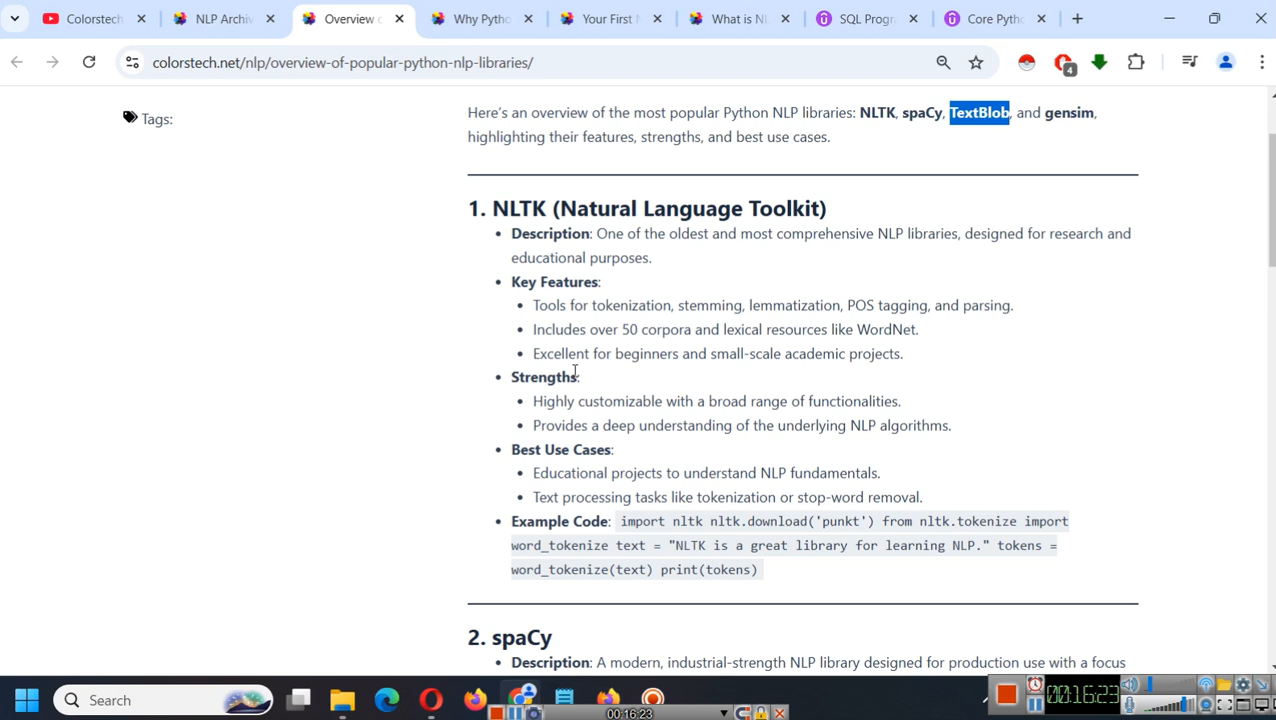 Colorstech
NLP Archiv
Overview o
Why Pytho
Your First
What is NL
SQL Progr
Core Pytho
colorstech.net/nlp/overview-of-popular-python-nlp-libraries/
4
Tags:
Here's an overview of the most popular Python NLP libraries: NLTK, spaCy, TextBlob, and gensim,
highlighting their features, strengths, and best use cases.
1. NLTK (Natural Language Toolkit)
Description: One of the oldest and most comprehensive NLP libraries, designed for research and
educational purposes.
Key Features:
Tools for tokenization, stemming, lemmatization, POS tagging, and parsing.
Includes over 50 corpora and lexical resources like WordNet.
Excellent for beginners and small-scale academic projects.
Strengths:
Highly customizable with a broad range of functionalities.
Provides a deep understanding of the underlying NLP algorithms.
Best Use Cases:
Educational projects to understand NLP fundamentals.
Text processing tasks like tokenization or stop-word removal.
Example Code: import nltk nltk.download('punkt') from nltk.tokenize import
word_tokenize text = "NLTK is a great library for learning NLP." tokens =
word_tokenize(text) print(tokens)
2. spaCy
Description: A modern, industrial-strength NLP library designed for production use with a focus
Search
00:16:23
00:16:23